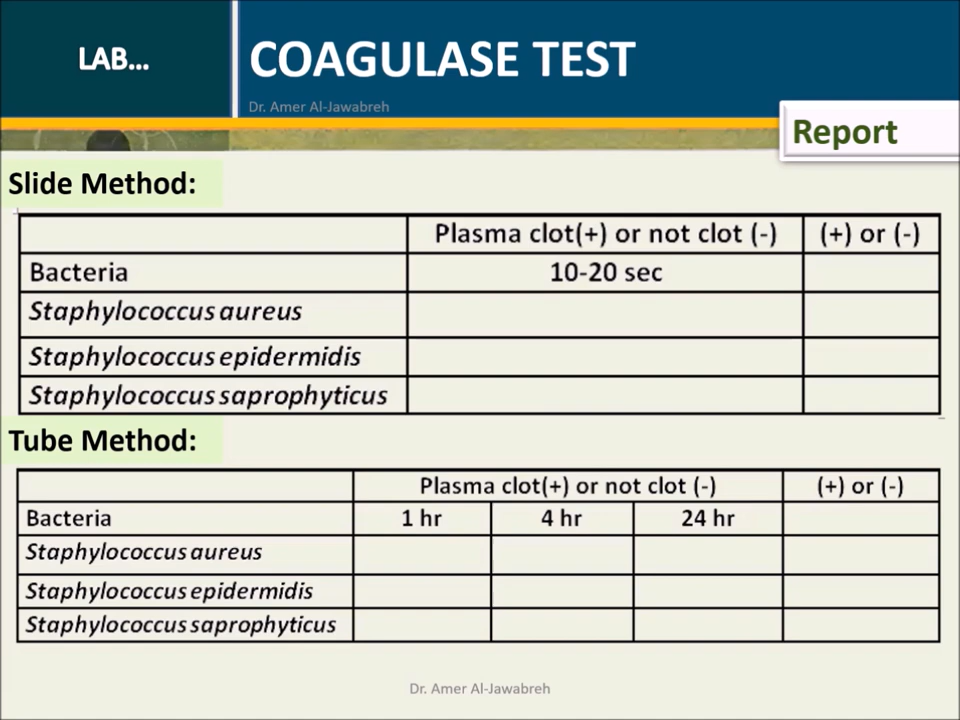 LAB...
COAGULASE TEST
Dr. Amer Al-Jawabreh
Report
Slide Method:
Plasma clot(+) or not clot (-) (+) or (-)
Bacteria 10-20 sec
Staphylococcus aureus
Staphylococcus epidermidis
Staphylococcus saprophyticus
Tube Method:
Plasma clot(+) or not clot (-) (+) or (-)
Bacteria 1 hr 4 hr 24 hr
Staphylococcus aureus
Staphylococcus epidermidis
Staphylococcus saprophyticus
Dr. Amer Al-Jawabreh